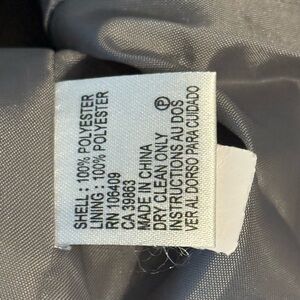 SHELL: 100% POLYESTER
LINING: 100% POLYESTER
RN 106409
CA 39863
MADE IN CHINA
DRY CLEAN ONLY
INSTRUCTIONS AU DOS
VER AL DORSO PARA CUIDADO
P